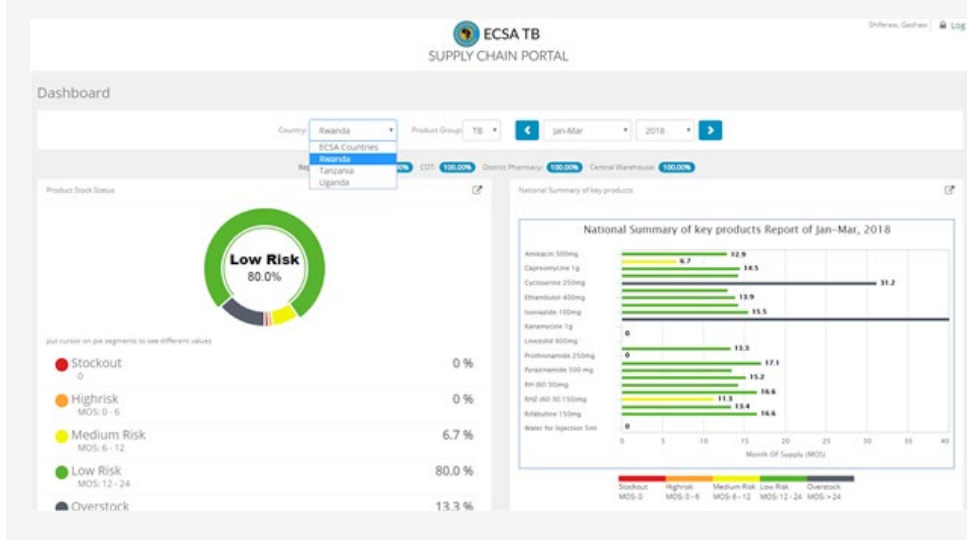 Shiferaw, Gashaw Log
ECSA TB
SUPPLY CHAIN PORTAL
Dashboard
Country: Rwanda Product Group: TB Jan-Mar 2018
ECSA Countries
Rwanda
Tanzania
Uganda
CDT: 100.00% District Pharmacy: 100.00% Central Warehouse: 100.00%
Product Stock Status
Low Risk
80.0%
put cursor on pie segments to see different values
Stockout 0 %
0
Highrisk 0 %
MOS: 0 - 6
Medium Risk 6.7 %
MOS: 6 - 12
Low Risk 80.0 %
MOS: 12 - 24
Overstock 13.3 %
National Summary of key products
National Summary of key products Report of Jan-Mar, 2018
Amikacin 500mg 12.9
6.7
Capreomycine 1g 14.5
Cycloserine 250mg 31.2
Ethambutol 400mg 13.9
Isoniazide 100mg 15.5
Kanamycine 1g 0
Linezolid 600mg 13.3
Prothionamide 250mg 0
17.1
Pyrazinamide 500 mg
15.2
RH (60 30)mg
16.6
RHZ (60 30 150)mg 11.3
13.4
Rifabutine 150mg 16.6
Water for Injection 5ml 0
0 5 10 15 20 25 30 35 40
Month Of Supply (MOS)
Stockout Highrisk Medium Risk Low Risk Overstock
MOS: 0 MOS: 0 - 6 MOS: 6 - 12 MOS: 12 - 24 MOS: > 24